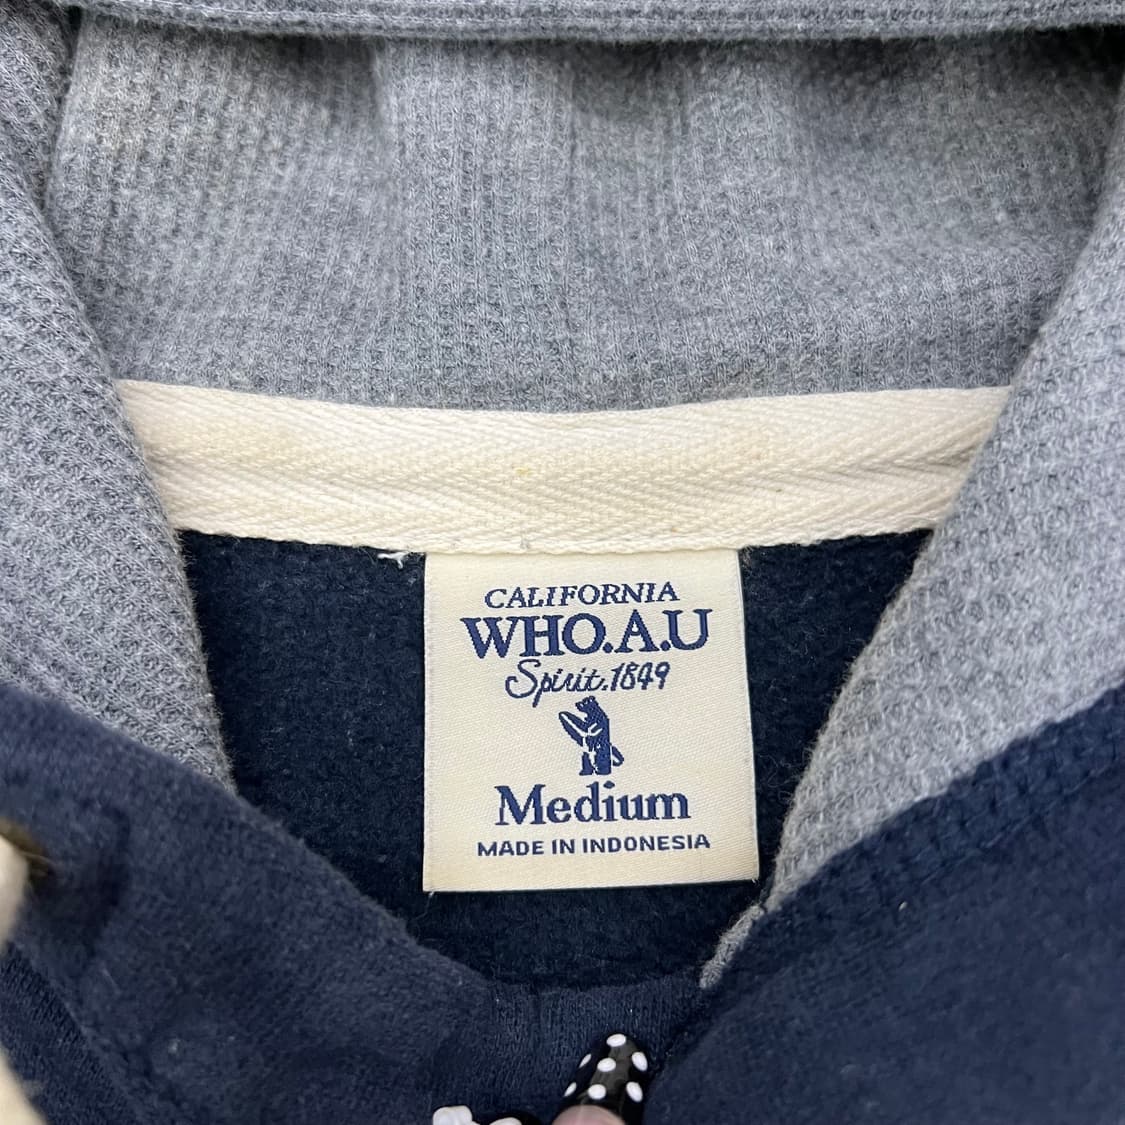 CALIFORNIA
WHO.A.U
Spirit.1849
Medium
MADE IN INDONESIA